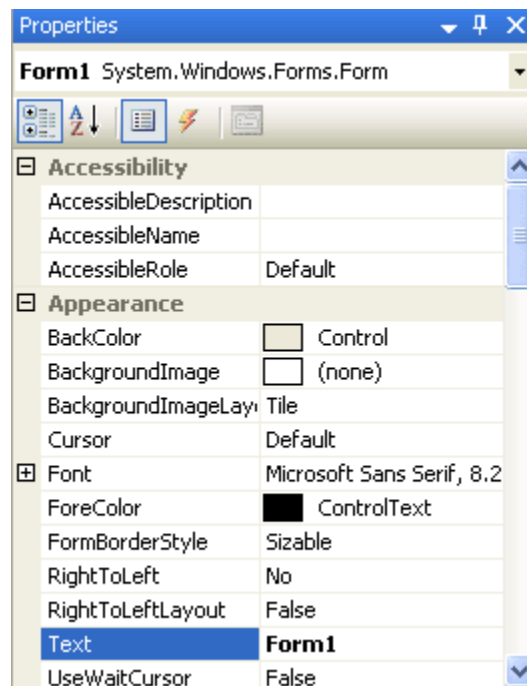 Properties
Form1 System.Windows.Forms.Form
A Z
Accessibility
AccessibleDescription
AccessibleName
AccessibleRole Default
Appearance
BackColor Control
BackgroundImage (none)
BackgroundImageLay Tile
Cursor Default
Font Microsoft Sans Serif, 8.2
ForeColor ControlText
FormBorderStyle Sizable
RightToLeft No
RightToLeftLayout False
Text Form1
UseWaitCursor False